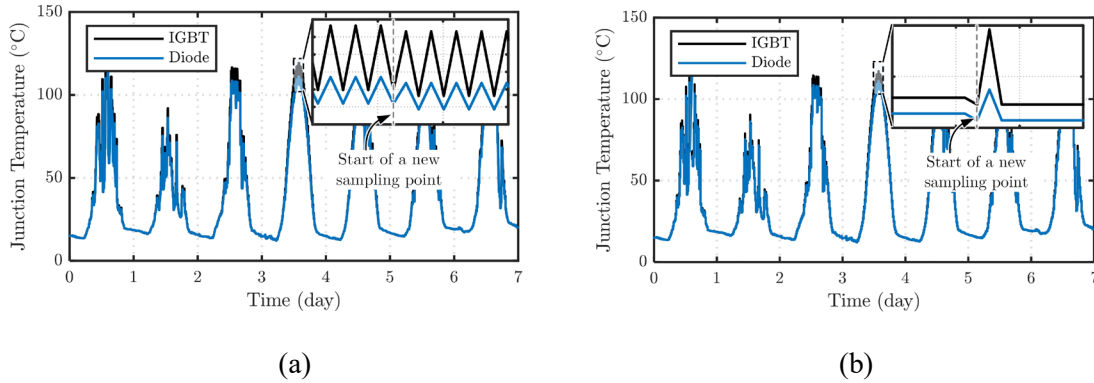 150
100
50
0
Junction Temperature (°C)
IGBT
Diode
Start of a new
sampling point
0 1 2 3 4 5 6 7
Time (day)
(a)
150
100
50
0
Junction Temperature (°C)
IGBT
Diode
Start of a new
sampling point
0 1 2 3 4 5 6 7
Time (day)
(b)